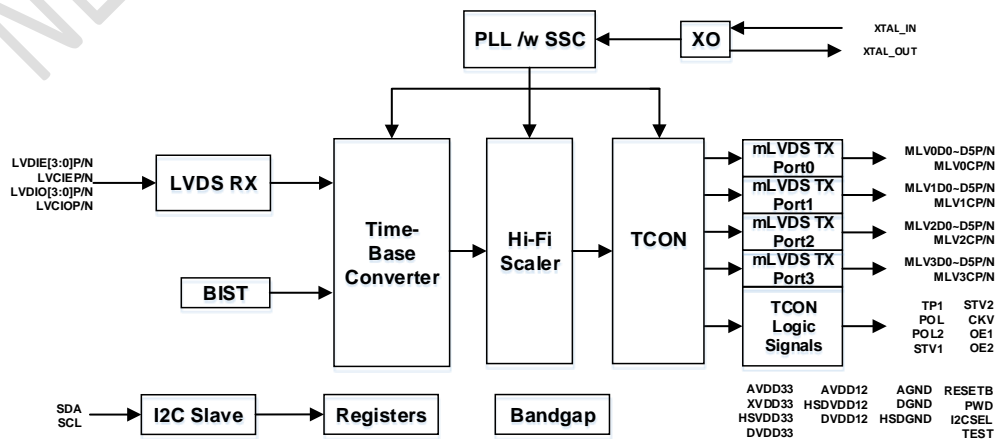 PLL /w SSC
XO
XTAL_IN
XTAL_OUT
LVDIE[3:0]P/N
LVCIEP/N
LVDIO[3:0]P/N
LVCIOP/N
LVDS RX
BIST
Time-
Base
Converter
Hi-Fi
Scaler
TCON
mLVDS TX
Port0
mLVDS TX
Port1
mLVDS TX
Port2
mLVDS TX
Port3
TCON
Logic
Signals
MLV0D0~D5P/N
MLV0CP/N
MLV1D0~D5P/N
MLV1CP/N
MLV2D0~D5P/N
MLV2CP/N
MLV3D0~D5P/N
MLV3CP/N
TP1 STV2
POL CKV
POL2 OE1
STV1 OE2
SDA
SCL
I2C Slave
Registers
Bandgap
AVDD33 AVDD12 AGND RESETB
XVDD33 HSDVDD12 DGND PWD
HSVDD33 DVDD12 HSDGND I2CSEL
DVDD33 TEST